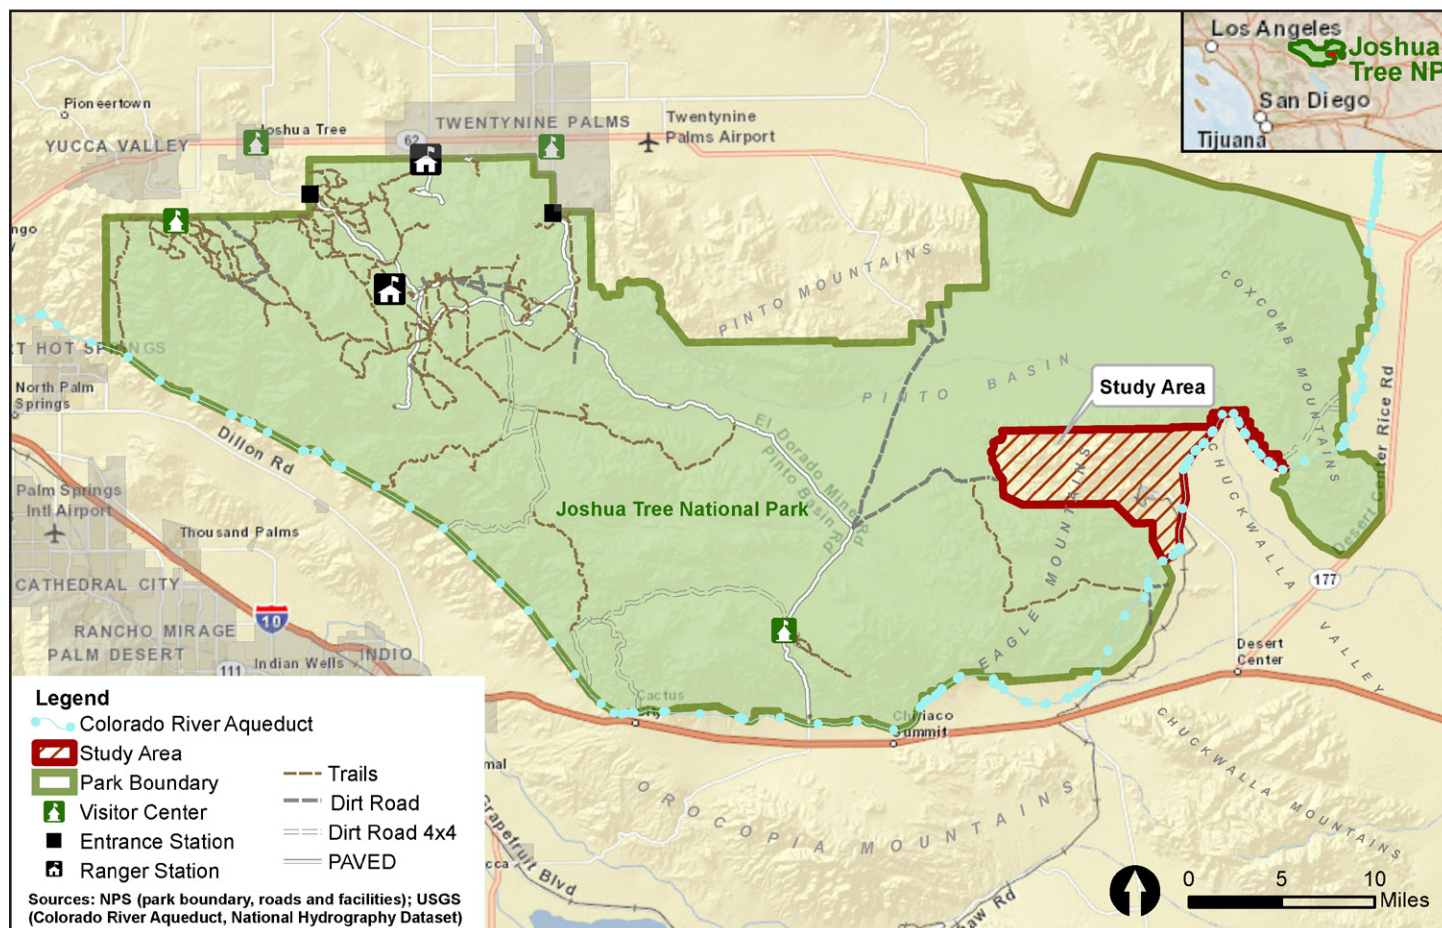 Los Angeles
Joshua
Tree NP
San Diego
Tijuana
Pioneertown
Joshua Tree
62
TWENTYNINE PALMS
Twentynine
Palms Airport
YUCCA VALLEY
PINTO MOUNTAINS
COXCOMB MOUNTAINS
PINTO BASIN
Study Area
North Palm
Springs
Dillon Rd
El Dorado Mine Rd
Pinto Basin Rd
Desert Center Rice Rd
Palm Springs
Intl Airport
Thousand Palms
Joshua Tree National Park
EAGLE MOUNTAINS
CHUCKWALLA VALLEY
177
CATHEDRAL CITY
10
RANCHO MIRAGE
PALM DESERT
INDIO
111
Indian Wells
Desert
Center
Cactus
Chiriaco
Summit
CHUCKWALLA MOUNTAINS
OROCOPIA MOUNTAINS
Grapefruit Blvd
Legend
Colorado River Aqueduct
Study Area
Park Boundary
Visitor Center
Entrance Station
Ranger Station
Trails
Dirt Road
Dirt Road 4x4
PAVED
Sources: NPS (park boundary, roads and facilities); USGS
(Colorado River Aqueduct, National Hydrography Dataset)
0 5 10
Miles